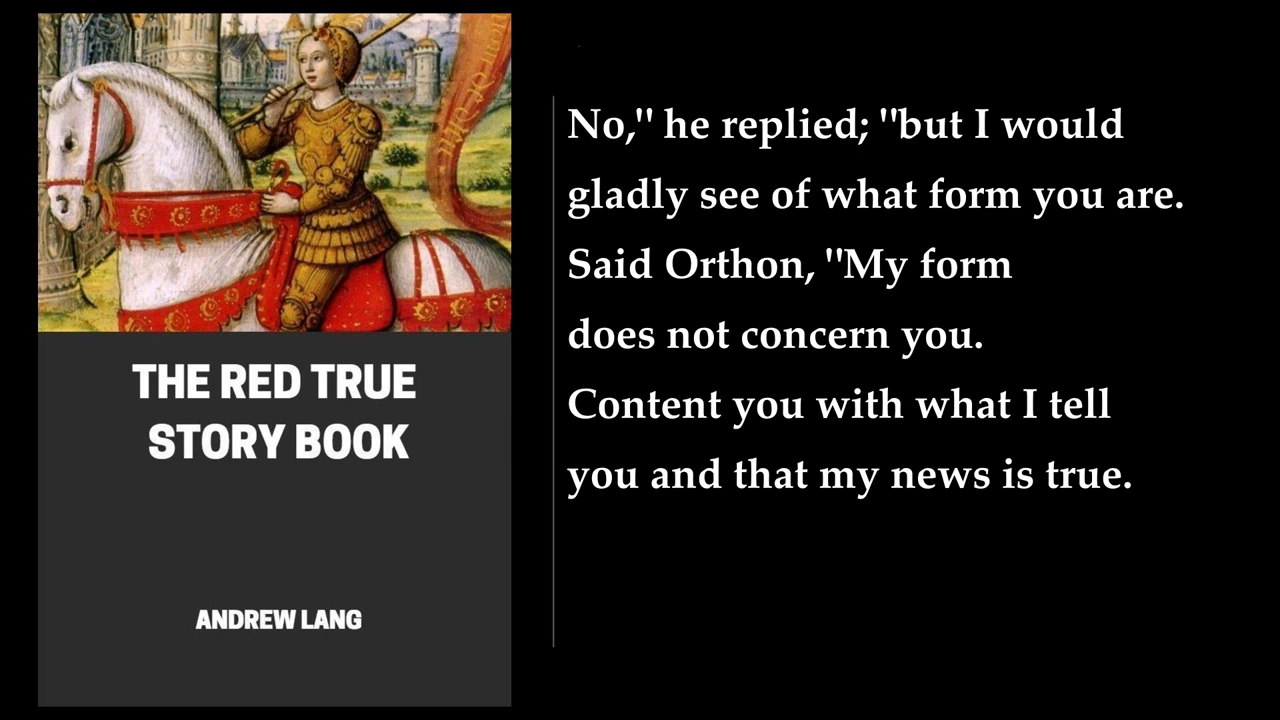 THE RED TRUE
STORY BOOK
ANDREW LANG
No," he replied; "but I would
gladly see of what form you are.
Said Orthon, "My form
does not concern you.
Content you with what I tell
you and that my news is true.